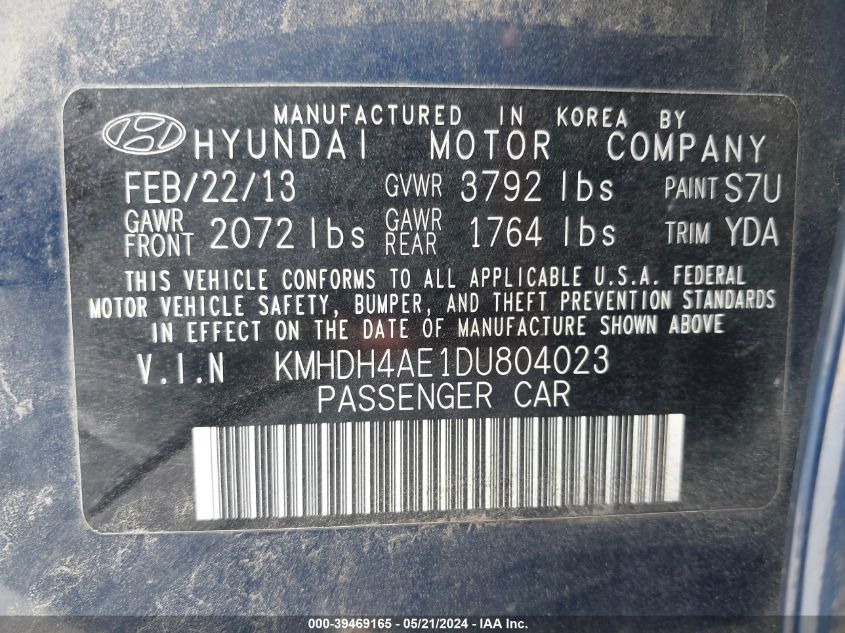 MANUFACTURED IN KOREA BY
HYUNDAI MOTOR COMPANY
FEB/22/13 GVWR 3792 lbs PAINT S7U
GAWR FRONT 2072 lbs GAWR REAR 1764 lbs TRIM YDA
THIS VEHICLE CONFORMS TO ALL APPLICABLE U.S.A. FEDERAL
MOTOR VEHICLE SAFETY, BUMPER, AND THEFT PREVENTION STANDARDS
IN EFFECT ON THE DATE OF MANUFACTURE SHOWN ABOVE
V.I.N KMHDH4AE1DU804023
PASSENGER CAR
000-39469165 - 05/21/2024 - www.iaai.com